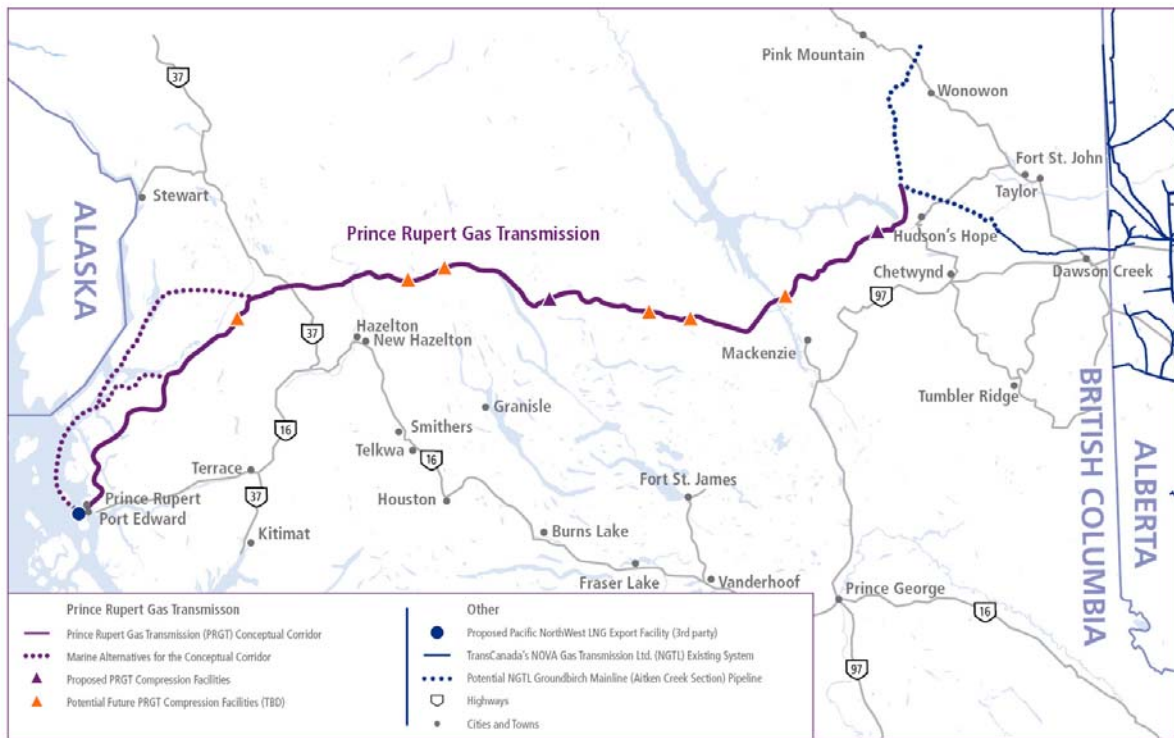 37
Pink Mountain
Wonowon
Fort St. John
Taylor
Stewart
ALASKA
Prince Rupert Gas Transmission
Hudson's Hope
Chetwynd
Dawson Creek
97
Hazelton
New Hazelton
37
Mackenzie
Tumbler Ridge
BRITISH COLUMBIA
ALBERTA
Granisle
16
Smithers
Telkwa
16
Terrace
37
Fort St. James
Prince Rupert
Port Edward
Houston
Kitimat
Burns Lake
Fraser Lake
Vanderhoof
Prince George
16
97
Prince Rupert Gas Transmisson
Prince Rupert Gas Transmission (PRGT) Conceptual Corridor
Marine Alternatives for the Conceptual Corridor
Proposed PRGT Compression Facilities
Potential Future PRGT Compression Facilities (TBD)
Other
Proposed Pacific NorthWest LNG Export Facility (3rd party)
TransCanada's NOVA Gas Transmission Ltd. (NGTL) Existing System
Potential NGTL Groundbirch Mainline (Aitken Creek Section) Pipeline
Highways
Cities and Towns